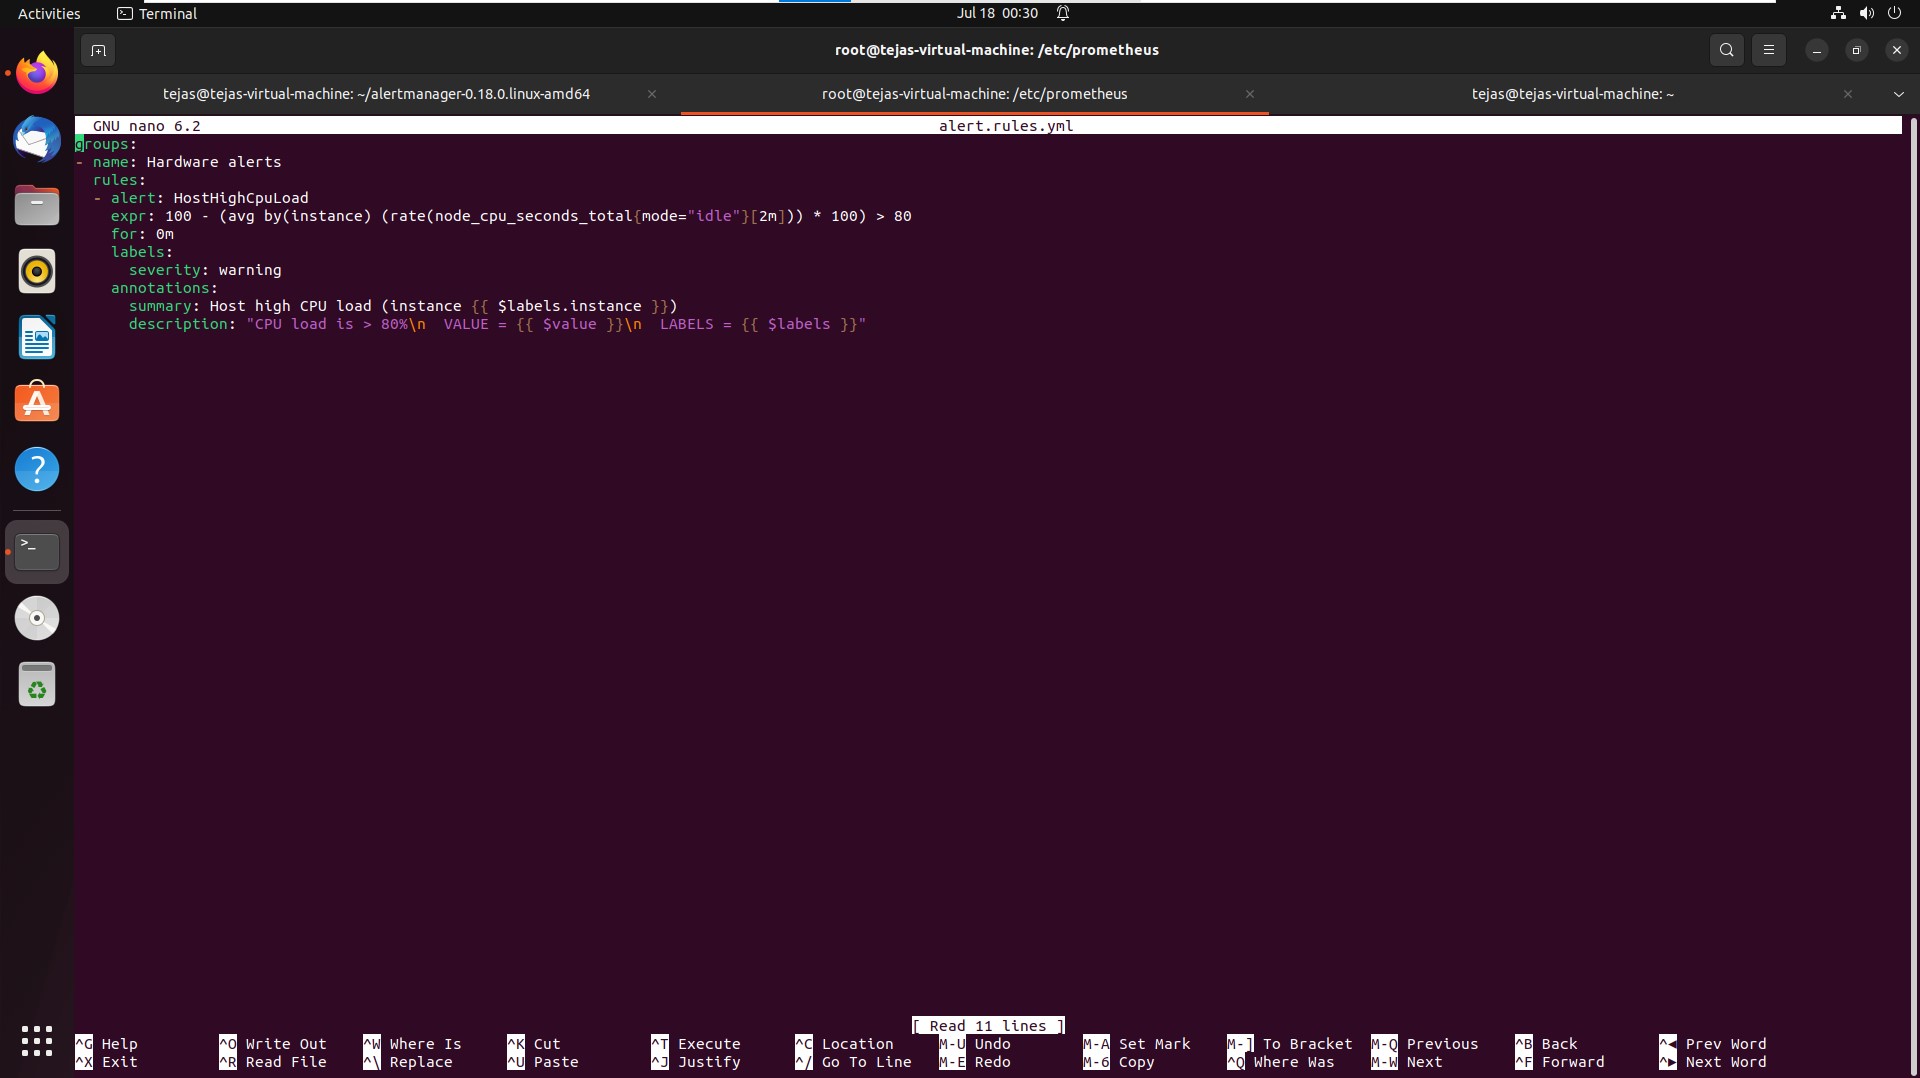 Activities Terminal Jul 18 00:30
root@tejas-virtual-machine: /etc/prometheus
tejas@tejas-virtual-machine: ~/alertmanager-0.18.0.linux-amd64 root@tejas-virtual-machine: /etc/prometheus tejas@tejas-virtual-machine: ~
GNU nano 6.2 alert.rules.yml
groups:
- name: Hardware alerts
  rules:
  - alert: HostHighCpuLoad
    expr: 100 - (avg by(instance) (rate(node_cpu_seconds_total{mode="idle"}[2m])) * 100) > 80
    for: 0m
    labels:
      severity: warning
    annotations:
      summary: Host high CPU load (instance {{ $labels.instance }})
      description: "CPU load is > 80%\n  VALUE = {{ $value }}\n  LABELS = {{ $labels }}"
[ Read 11 lines ]
^G Help ^O Write Out ^W Where Is ^K Cut ^T Execute ^C Location M-U Undo M-A Set Mark M-] To Bracket M-Q Previous ^B Back ^◀ Prev Word
^X Exit ^R Read File ^\ Replace ^U Paste ^J Justify ^/ Go To Line M-E Redo M-6 Copy ^Q Where Was M-W Next ^F Forward ^▶ Next Word